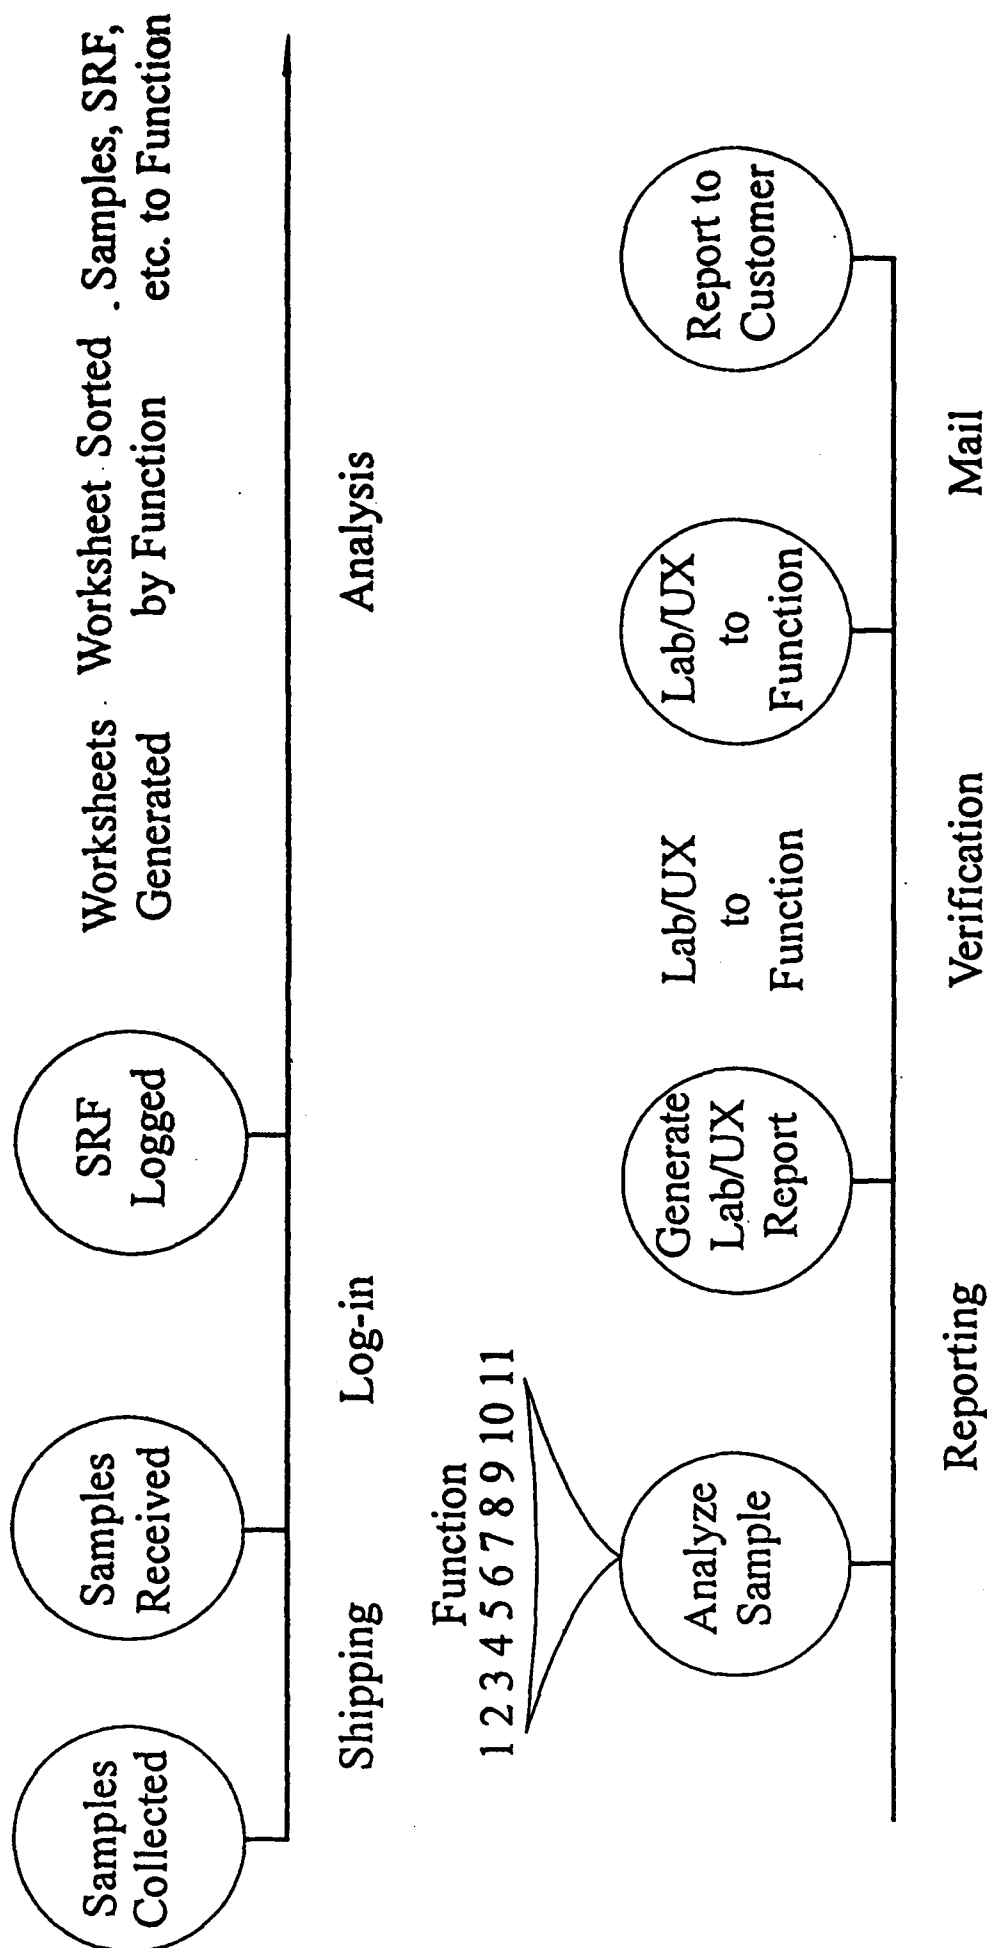 Samples
Collected
Samples
Received
SRF
Logged
Worksheets
Generated
Worksheet Sorted
by Function
Samples, SRF,
etc. to Function
Shipping
Log-in
Analysis
Function
1 2 3 4 5 6 7 8 9 10 11
Analyze
Sample
Generate
Lab/UX
Report
Lab/UX
to
Function
Lab/UX
to
Function
Report to
Customer
Reporting
Verification
Mail